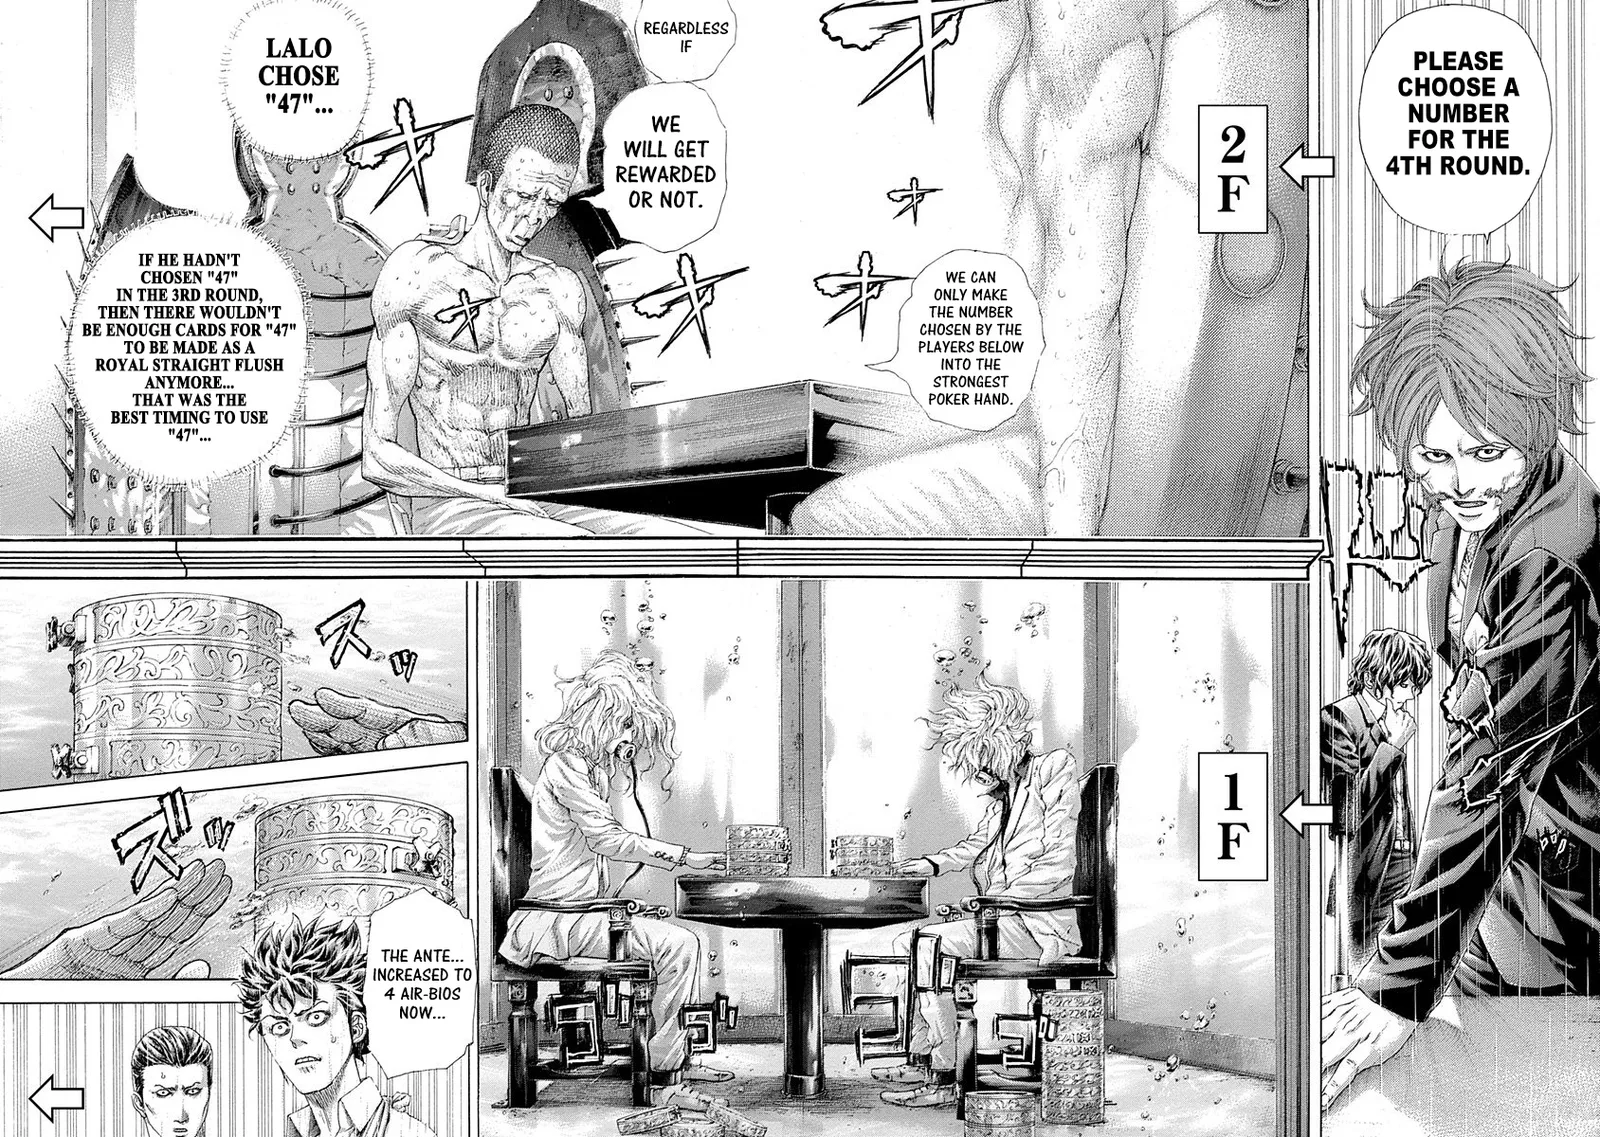 PLEASE
CHOOSE A
NUMBER
FOR THE
4TH ROUND.
2
F
WE CAN
ONLY MAKE
THE NUMBER
CHOSEN BY THE
PLAYERS BELOW
INTO THE
STRONGEST
POKER HAND.
REGARDLESS
IF
WE
WILL GET
REWARDED
OR NOT.
LALO
CHOSE
"47"...
IF HE HADN'T
CHOSEN "47"
IN THE 3RD ROUND,
THEN THERE WOULDN'T
BE ENOUGH CARDS FOR "47"
TO BE MADE AS A
ROYAL STRAIGHT FLUSH
ANYMORE...
THAT WAS THE
BEST TIMING TO USE
"47"...
1
F
ズッ
ズッ
THE ANTE...
INCREASED TO
4 AIR-BIOS
NOW...